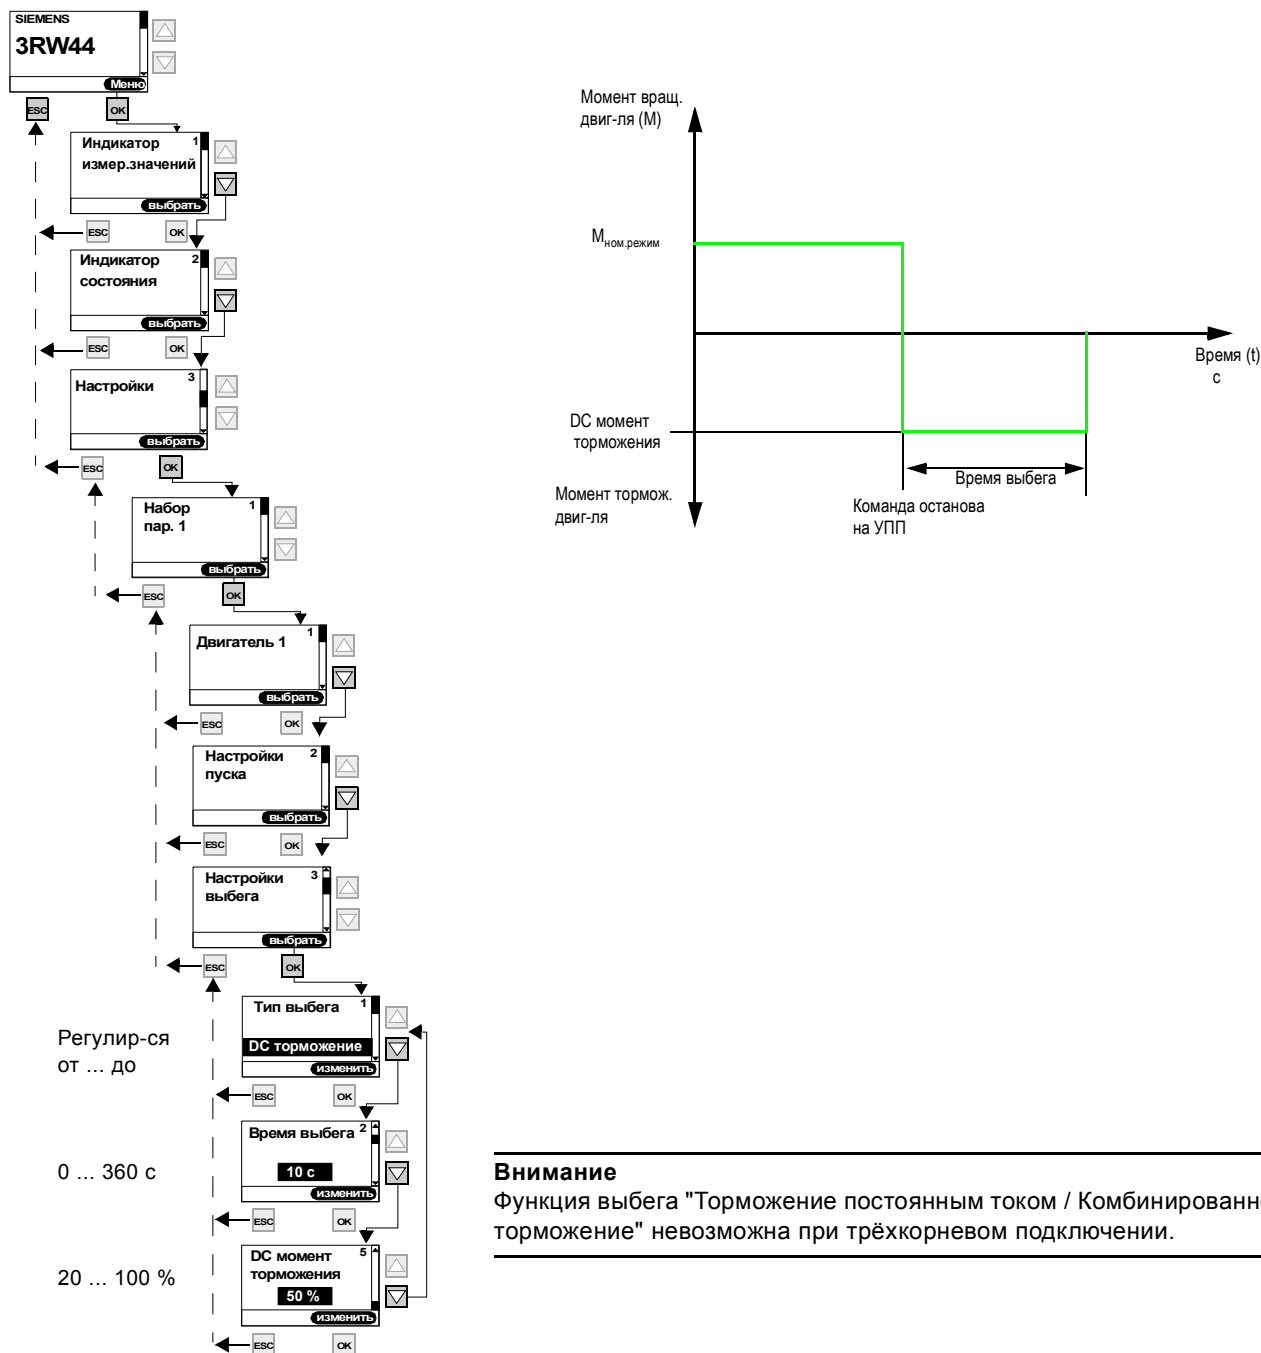 SIEMENS
3RW44
Меню
ESC
OK
Индикатор 1
измер.значений
выбрать
ESC
OK
Индикатор 2
состояния
выбрать
ESC
OK
Настройки 3
выбрать
ESC
OK
Набор 1
пар. 1
выбрать
ESC
OK
Двигатель 1 1
выбрать
ESC
OK
Настройки 2
пуска
выбрать
ESC
OK
Настройки 3
выбега
выбрать
ESC
OK
Регулир-ся
от ... до
Тип выбега 1
DC торможение
изменить
ESC
OK
0 ... 360 с
Время выбега 2
10 с
изменить
ESC
OK
20 ... 100 %
DC момент 5
торможения
50 %
изменить
ESC
OK
Момент вращ.
двиг-ля (М)
Mном.режим
Время (t)
с
DC момент
торможения
Время выбега
Момент тормож.
двиг-ля
Команда останова
на УПП
Внимание
Функция выбега "Торможение постоянным током /
торможение" невозможна при трёхкорневом подключении.